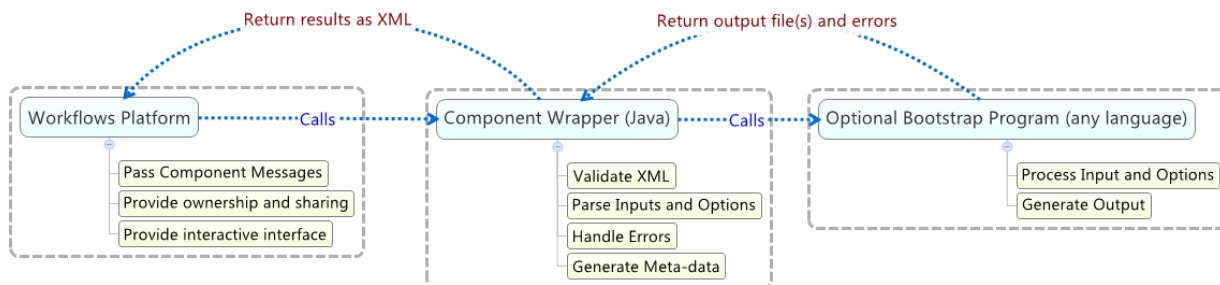 Return results as XML
Return output file(s) and errors
Workflows Platform
Calls
Component Wrapper (Java)
Calls
Optional Bootstrap Program (any language)
Pass Component Messages
Provide ownership and sharing
Provide interactive interface
Validate XML
Parse Inputs and Options
Handle Errors
Generate Meta-data
Process Input and Options
Generate Output